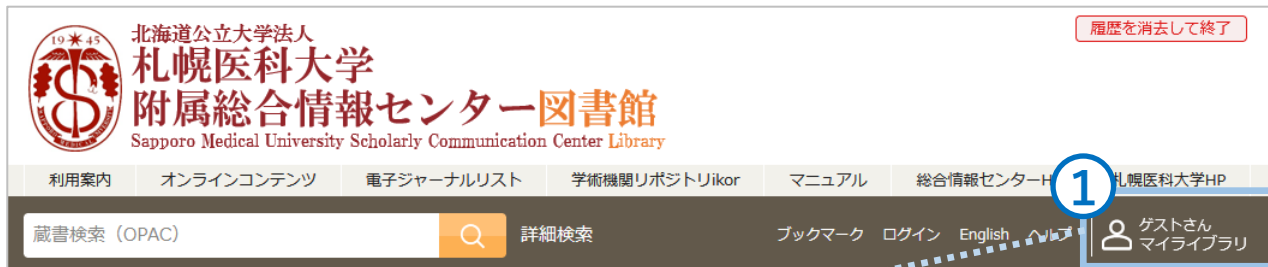 19 45
北海道公立大学法人
札幌医科大学
附属総合情報センター図書館
Sapporo Medical University Scholarly Communication Center Library
履歴を消去して終了
利用案内 オンラインコンテンツ 電子ジャーナルリスト 学術機関リポジトリikor マニュアル 総合情報センターH 札幌医科大学HP
1
蔵書検索(OPAC) 詳細検索 ブックマーク ログイン English ヘルプ
ゲストさん
マイライブラリ